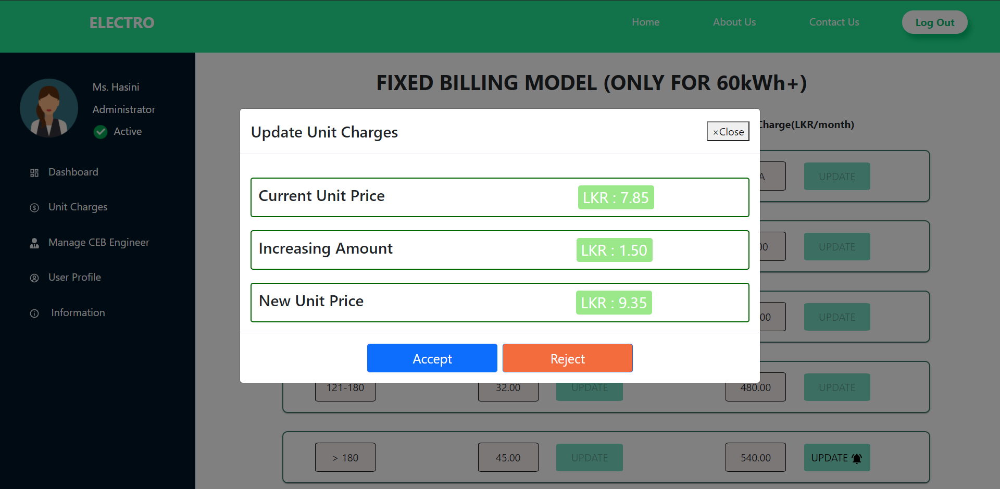 ELECTRO
Home
About Us
Contact Us
Log Out
Ms. Hasini
Administrator
Active
Dashboard
Unit Charges
Manage CEB Engineer
User Profile
Information
FIXED BILLING MODEL (ONLY FOR 60kWh+)
Charge(LKR/month)
UPDATE
UPDATE
UPDATE
Update Unit Charges
×Close
Current Unit Price
LKR : 7.85
Increasing Amount
LKR : 1.50
New Unit Price
LKR : 9.35
Accept
Reject
121-180
32.00
UPDATE
480.00
UPDATE
> 180
45.00
UPDATE
540.00
UPDATE